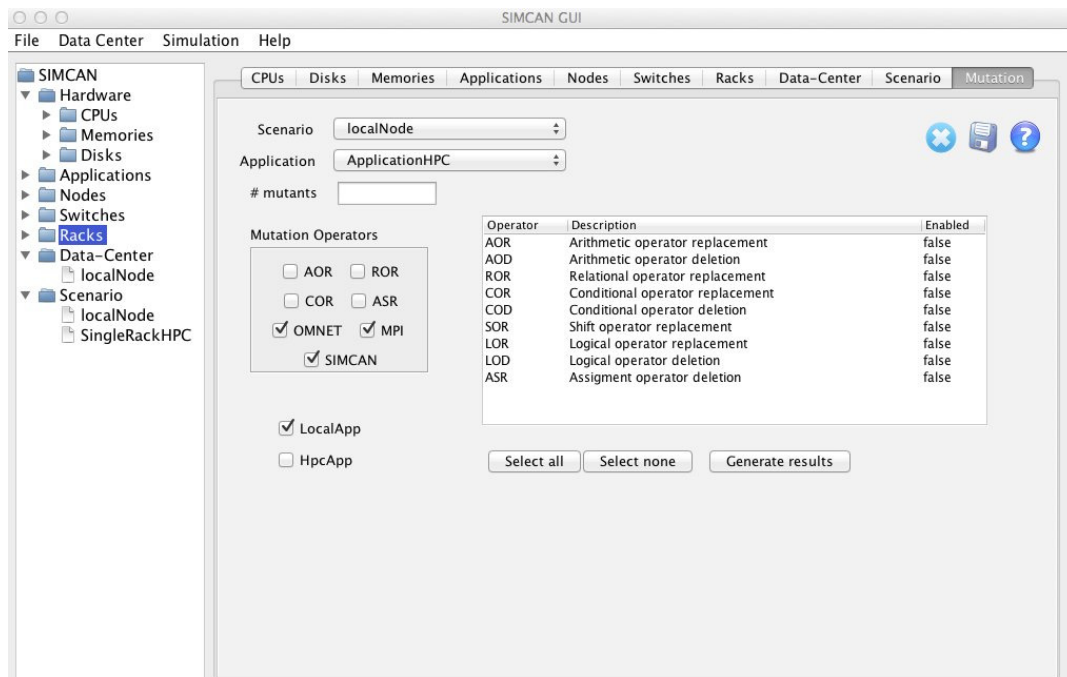 SIMCAN GUI
File Data Center Simulation Help
SIMCAN
Hardware
CPUs
Memories
Disks
Applications
Nodes
Switches
Racks
Data-Center
localNode
Scenario
localNode
SingleRackHPC
CPUs Disks Memories Applications Nodes Switches Racks Data-Center Scenario Mutation
Scenario localNode
Application ApplicationHPC
# mutants
?
Mutation Operators
AOR ROR
COR ASR
OMNET MPI
SIMCAN
LocalApp
HpcApp
Operator Description Enabled
AOR Arithmetic operator replacement false
AOD Arithmetic operator deletion false
ROR Relational operator replacement false
COR Conditional operator replacement false
COD Conditional operator deletion false
SOR Shift operator replacement false
LOR Logical operator replacement false
LOD Logical operator deletion false
ASR Assigment operator deletion false
Select all Select none Generate results